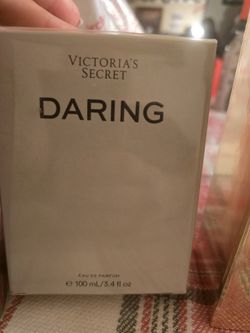 VICTORIA'S
SECRET
DARING
EAU DE PARFUM
℮ 100 mL/3.4 fl oz